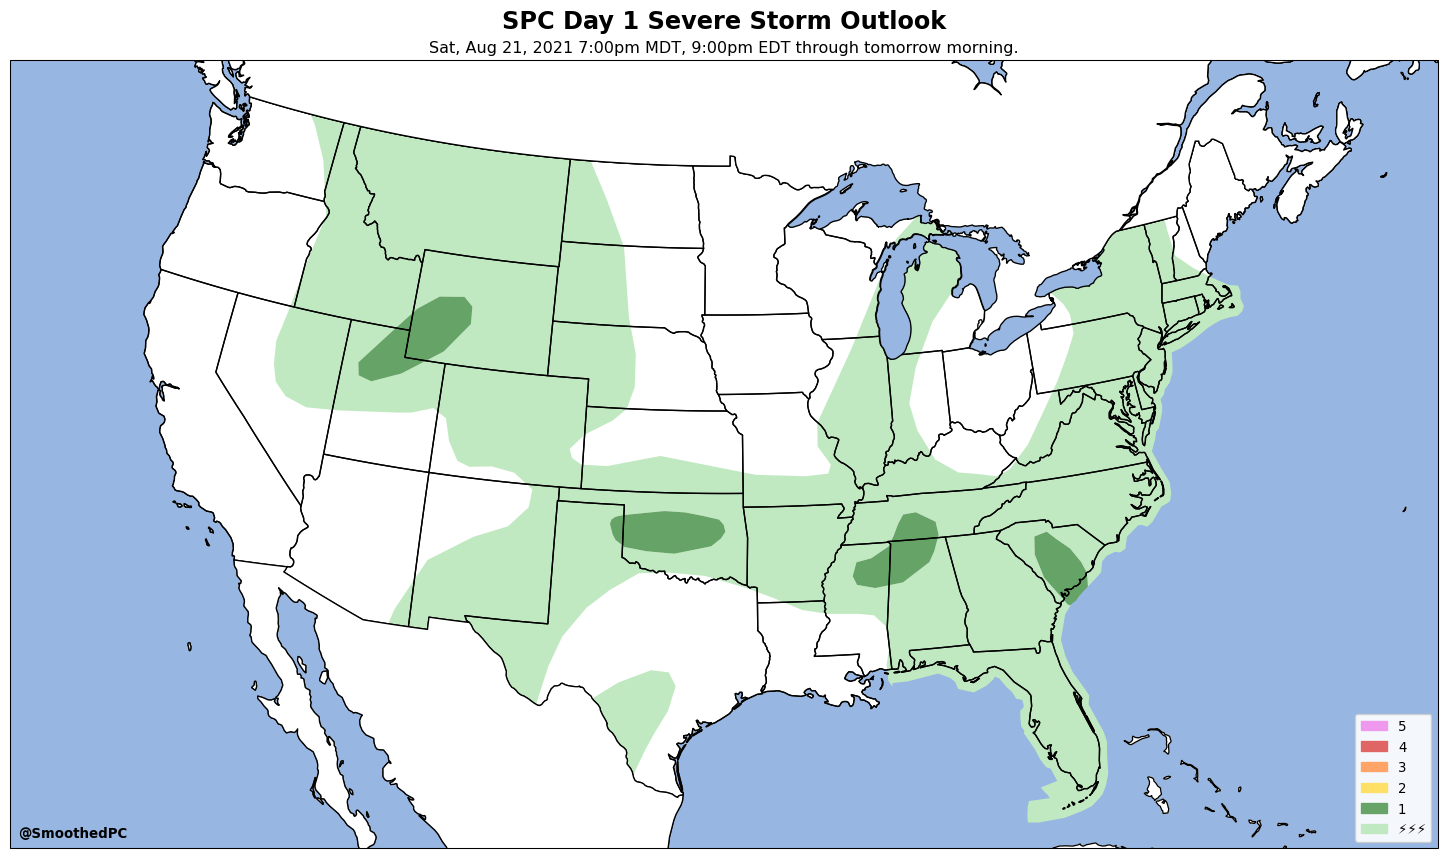 SPC Day 1 Severe Storm Outlook
Sat, Aug 21, 2021 7:00pm MDT, 9:00pm EDT through tomorrow morning.
5
4
3
2
1
⚡⚡⚡
@SmoothedPC